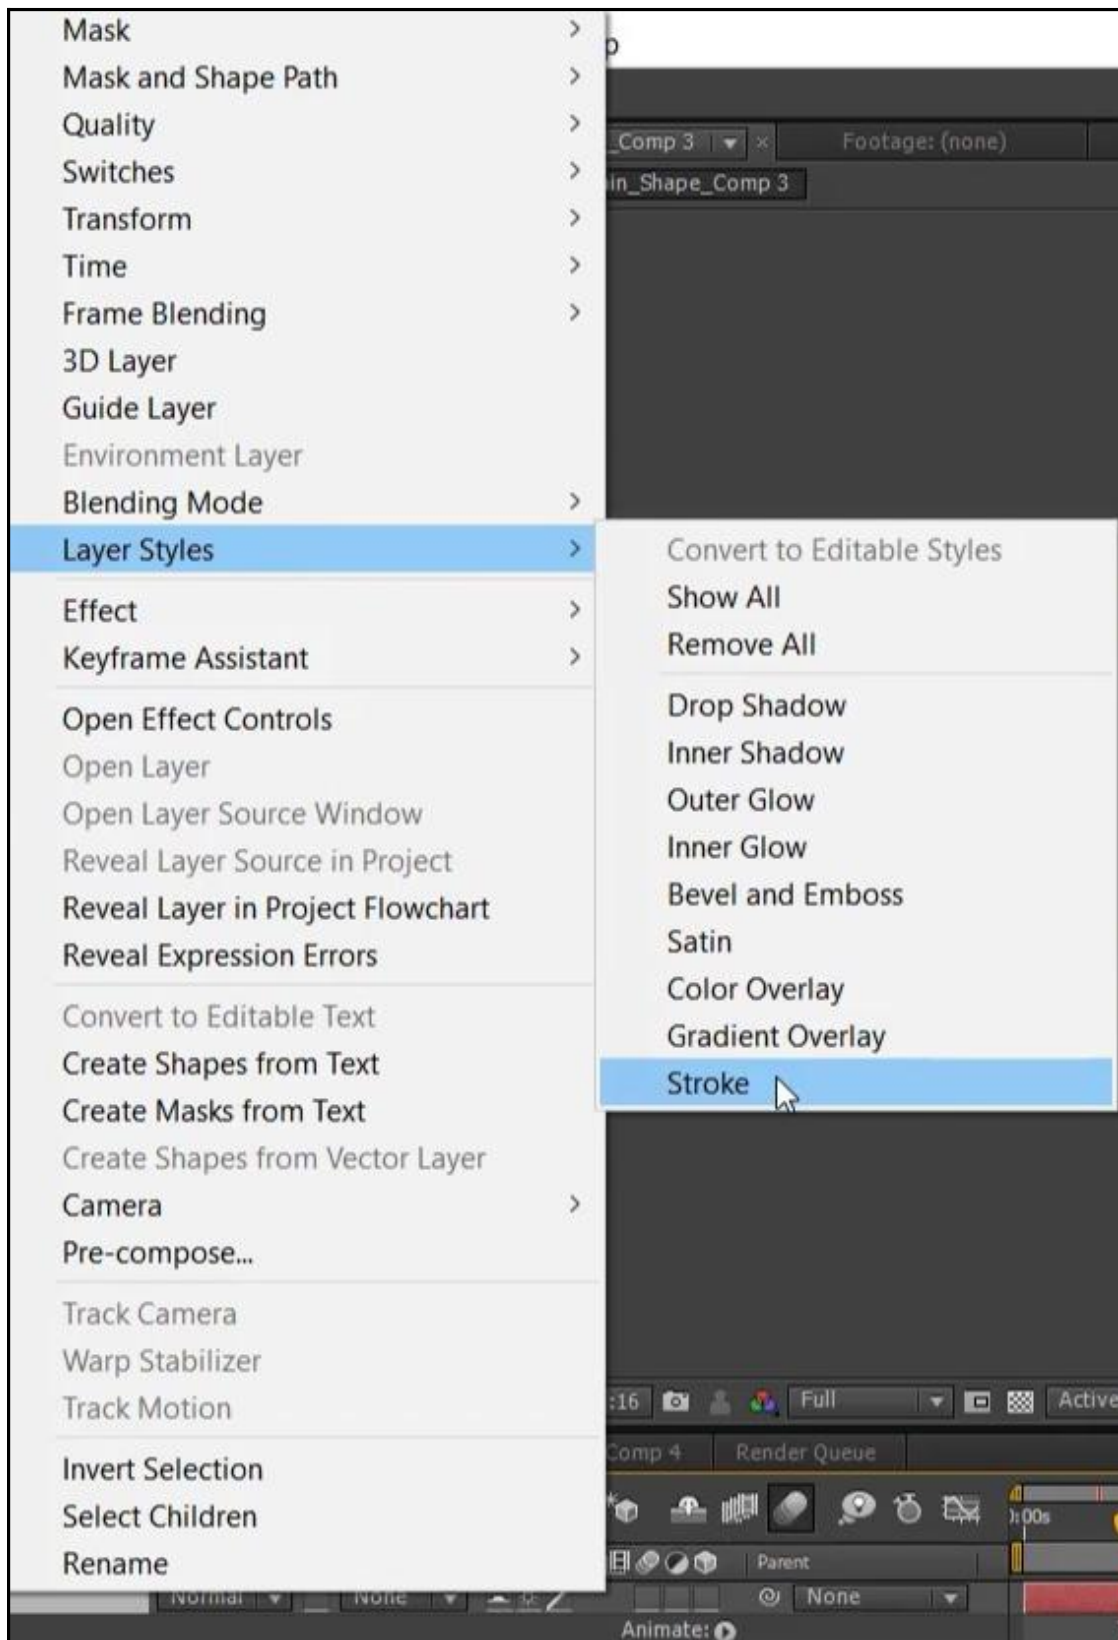 Mask
Mask and Shape Path
Quality
Switches
Transform
Time
Frame Blending
3D Layer
Guide Layer
Environment Layer
Blending Mode
Layer Styles
Effect
Keyframe Assistant
Open Effect Controls
Open Layer
Open Layer Source Window
Reveal Layer Source in Project
Reveal Layer in Project Flowchart
Reveal Expression Errors
Convert to Editable Text
Create Shapes from Text
Create Masks from Text
Create Shapes from Vector Layer
Camera
Pre-compose...
Track Camera
Warp Stabilizer
Track Motion
Invert Selection
Select Children
Rename
p
_Comp 3
Footage: (none)
in_Shape_Comp 3
Convert to Editable Styles
Show All
Remove All
Drop Shadow
Inner Shadow
Outer Glow
Inner Glow
Bevel and Emboss
Satin
Color Overlay
Gradient Overlay
Stroke
:16
Full
Active
Comp 4
Render Queue
:00s
Parent
Normal
None
None
Animate: